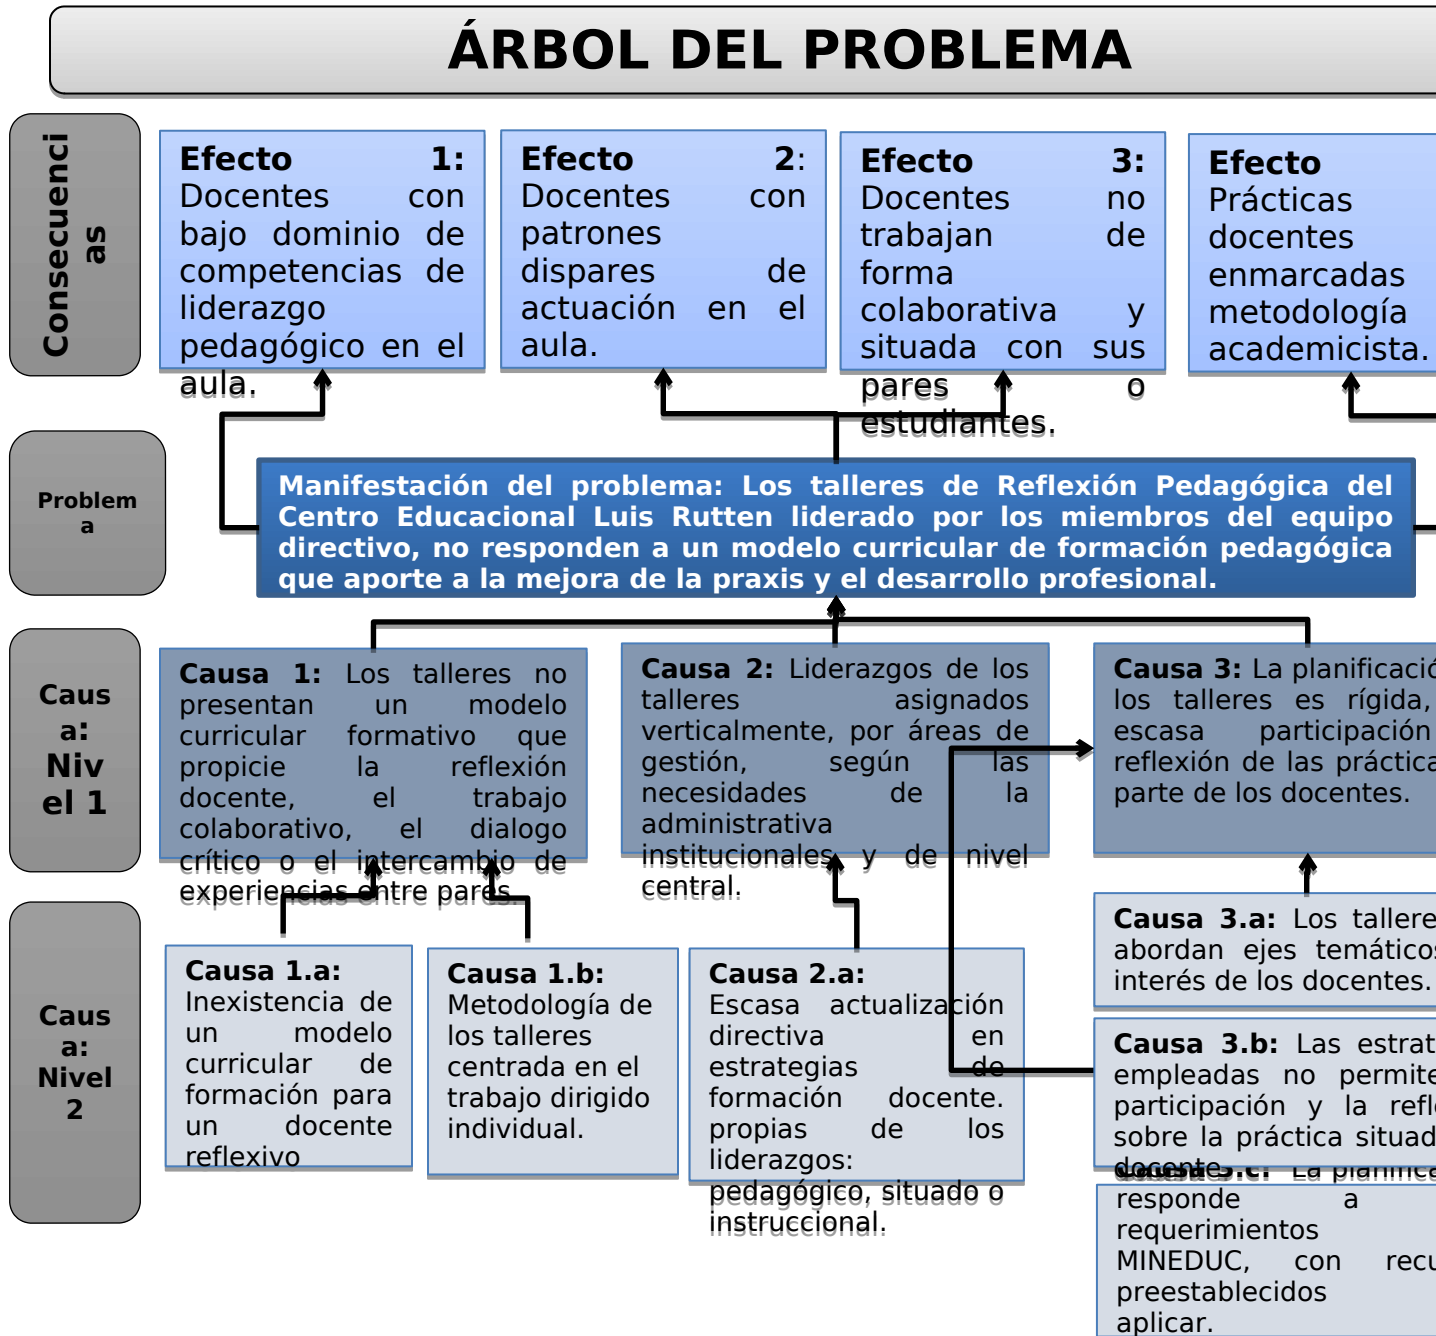 ÁRBOL DEL PROBLEMA
Consecuenci
as
Efecto 1:
Docentes con
bajo dominio de
competencias de
liderazgo
pedagógico en el
aula.
Efecto 2:
Docentes con
patrones
dispares de
actuación en el
aula.
Efecto 3:
Docentes no
trabajan de
forma
colaborativa y
situada con sus
pares o
estudiantes.
Efecto
Prácticas
docentes
enmarcadas
metodología
academicista.
Problem
a
Manifestación del problema: Los talleres de Reflexión Pedagógica del
Centro Educacional Luis Rutten liderado por los miembros del equipo
directivo, no responden a un modelo curricular de formación pedagógica
que aporte a la mejora de la praxis y el desarrollo profesional.
Caus
a:
Niv
el 1
Causa 1: Los talleres no
presentan un modelo
curricular formativo que
propicie la reflexión
docente, el trabajo
colaborativo, el dialogo
crítico o el intercambio de
experiencias entre pares.
Causa 2: Liderazgos de los
talleres asignados
verticalmente, por áreas de
gestión, según las
necesidades de la
administrativa
institucionales y de nivel
central.
Causa 3: La planificació
los talleres es rígida,
escasa participación
reflexión de las práctica
parte de los docentes.
Caus
a:
Nivel
2
Causa 1.a:
Inexistencia de
un modelo
curricular de
formación para
un docente
reflexivo
Causa 1.b:
Metodología de
los talleres
centrada en el
trabajo dirigido
individual.
Causa 2.a:
Escasa actualización
directiva en
estrategias de
formación docente.
propias de los
liderazgos:
pedagógico, situado o
instruccional.
Causa 3.a: Los tallere
abordan ejes temáticos
interés de los docentes.
Causa 3.b: Las estrat
empleadas no permite
participación y la refl
sobre la práctica situad
docente.
Causa 3.c: La planifica
responde a
requerimientos
MINEDUC, con recu
preestablecidos
aplicar.